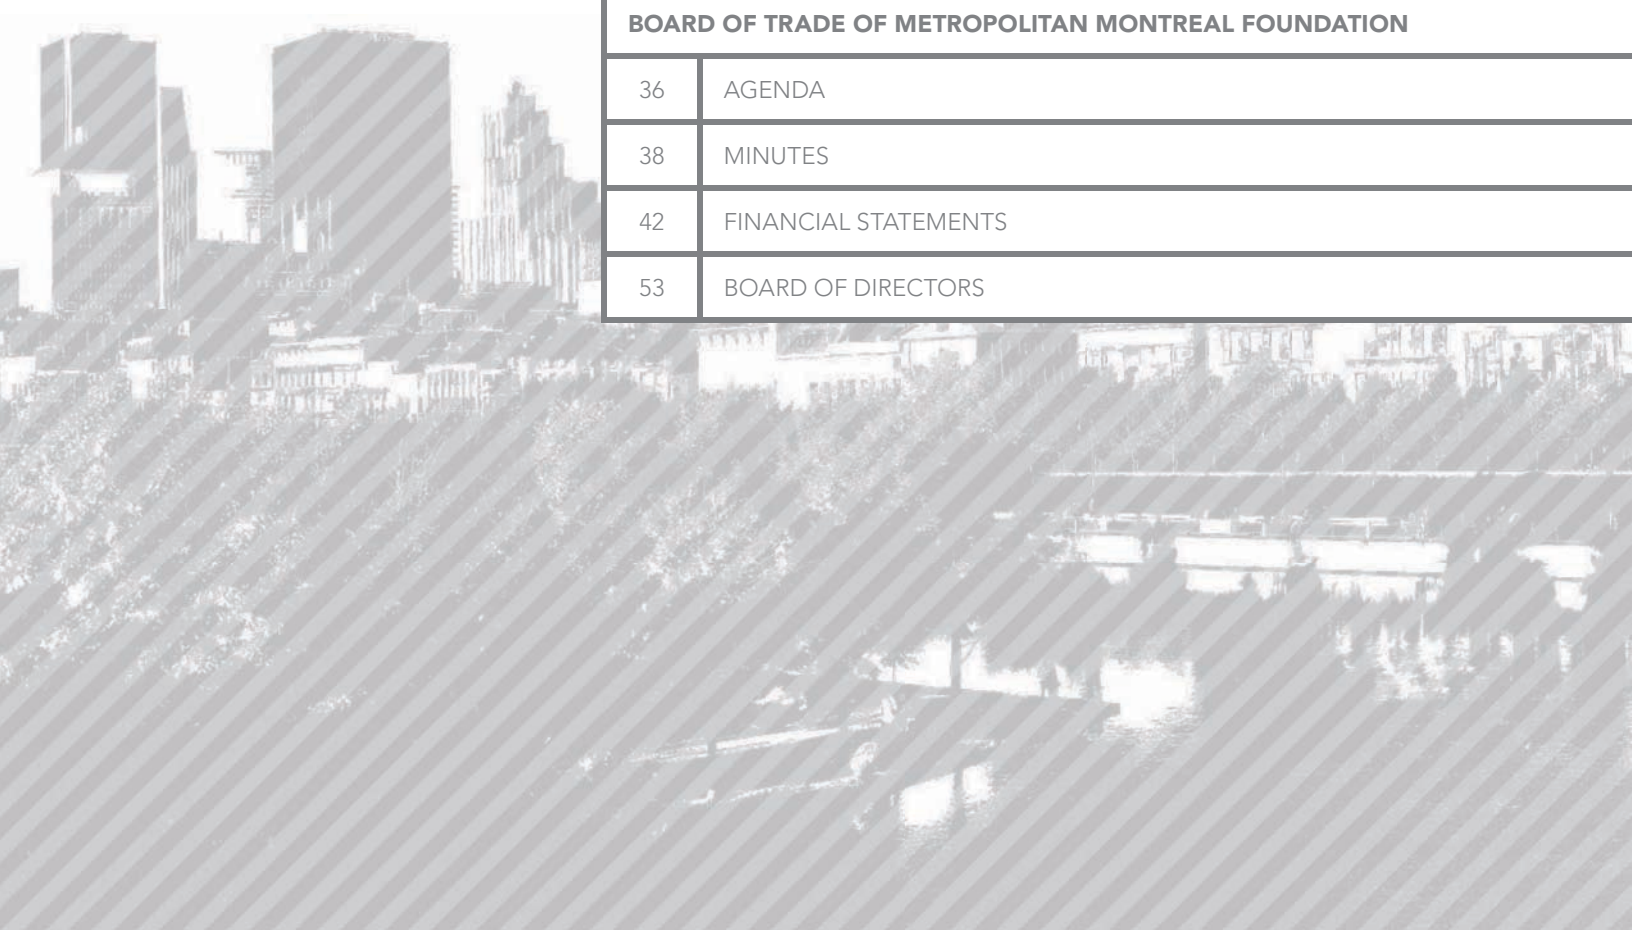 BOARD OF TRADE OF METROPOLITAN MONTREAL FOUNDATION
36 AGENDA
38 MINUTES
42 FINANCIAL STATEMENTS
53 BOARD OF DIRECTORS